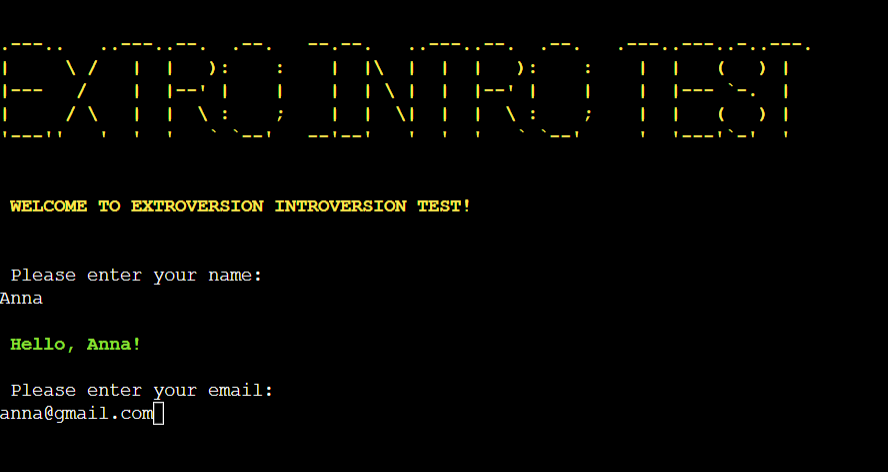 EXTRO INTRO TEST
WELCOME TO EXTROVERSION INTROVERSION TEST!
Please enter your name:
Anna
Hello, Anna!
Please enter your email:
anna@gmail.com